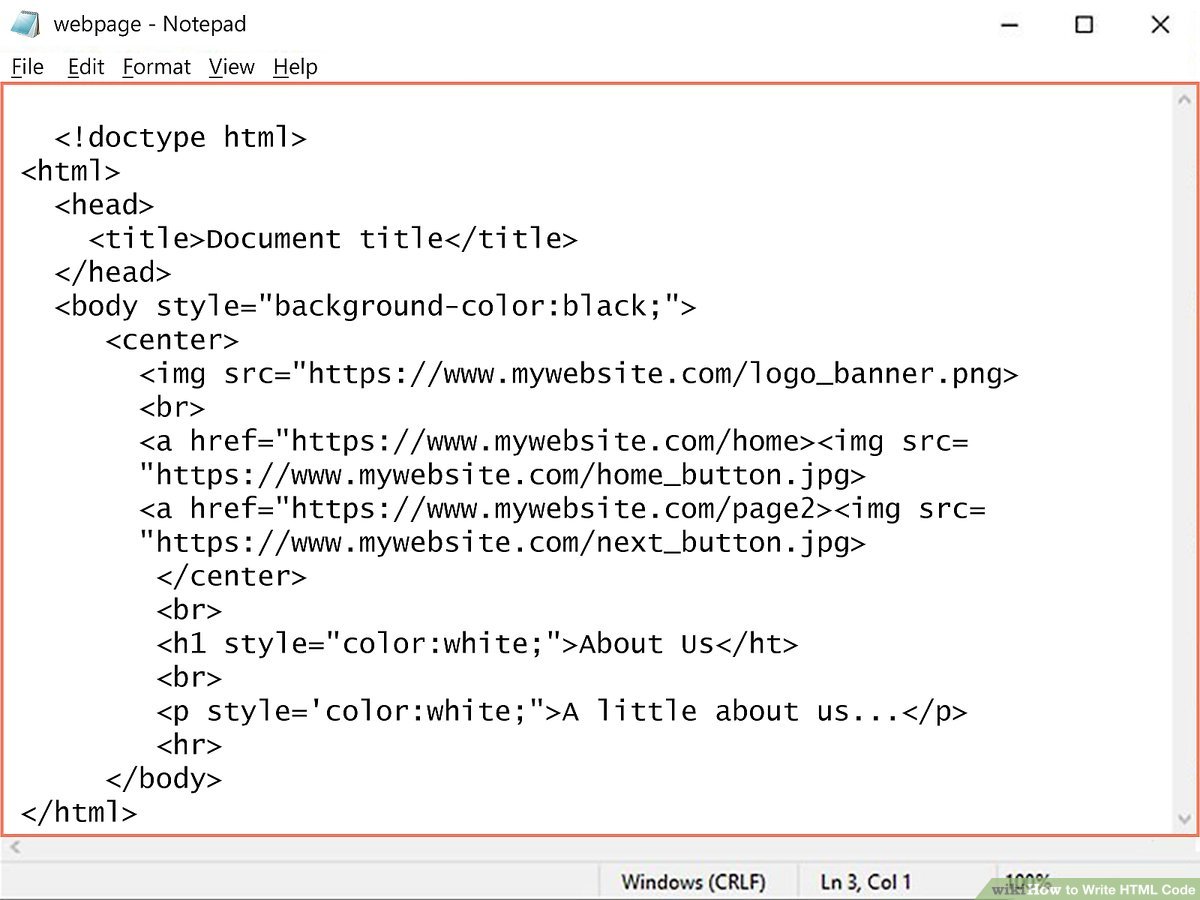 webpage - Notepad
File Edit Format View Help
<!doctype html>
<html>
<head>
<title>Document title</title>
</head>
<body style="background-color:black;">
<center>
<img src="https://www.mywebsite.com/logo_banner.png>
<br>
<a href="https://www.mywebsite.com/home><img src=
"https://www.mywebsite.com/home_button.jpg>
<a href="https://www.mywebsite.com/page2><img src=
"https://www.mywebsite.com/next_button.jpg>
</center>
<br>
<h1 style="color:white;">About Us</ht>
<br>
<p style='color:white;">A little about us...</p>
<hr>
</body>
</html>
Windows (CRLF) Ln 3, Col 1 100%
wikiHow to Write HTML Code